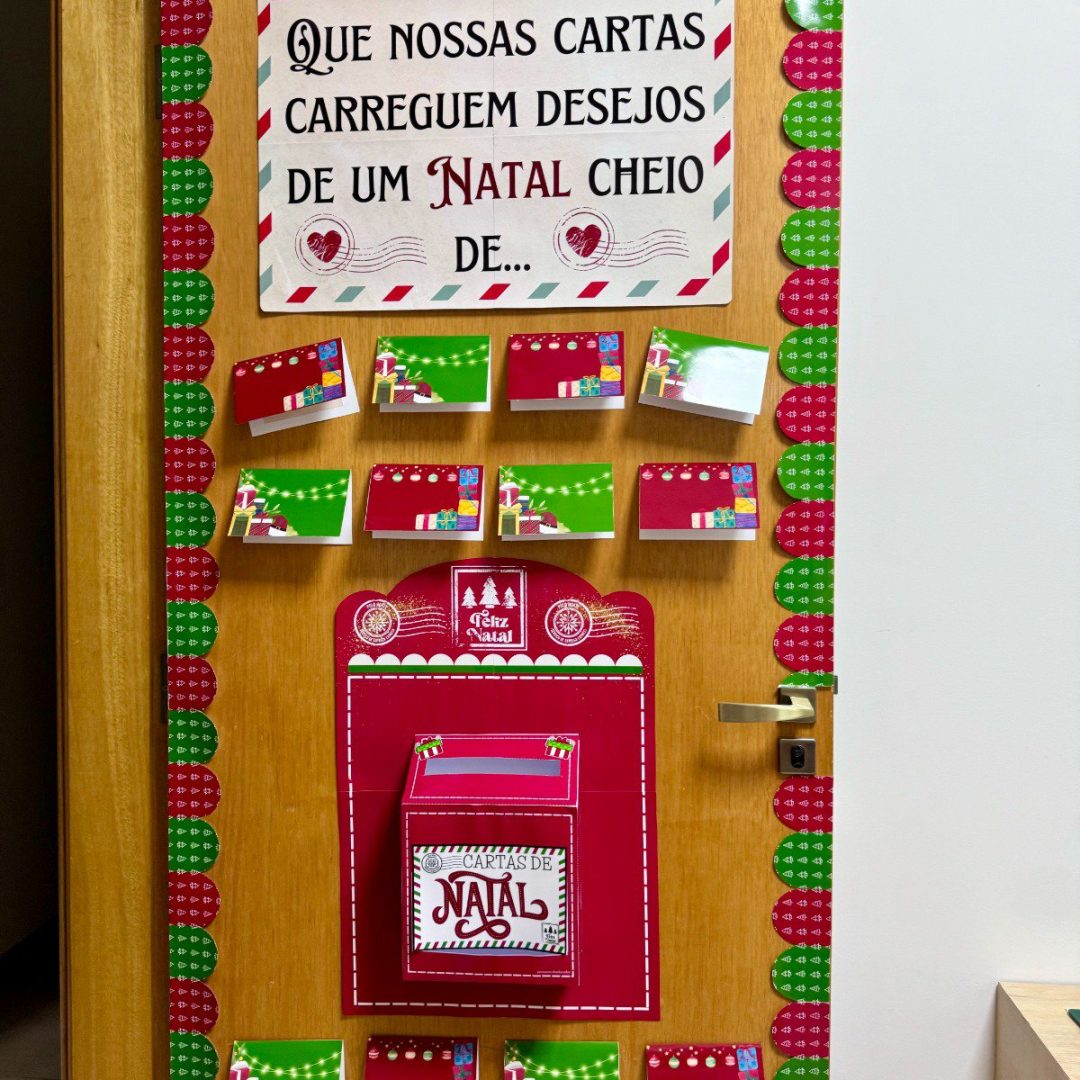 Que nossas cartas
carreguem desejos
de um Natal cheio
de...
Feliz
Natal
CARTAS DE
NATAL